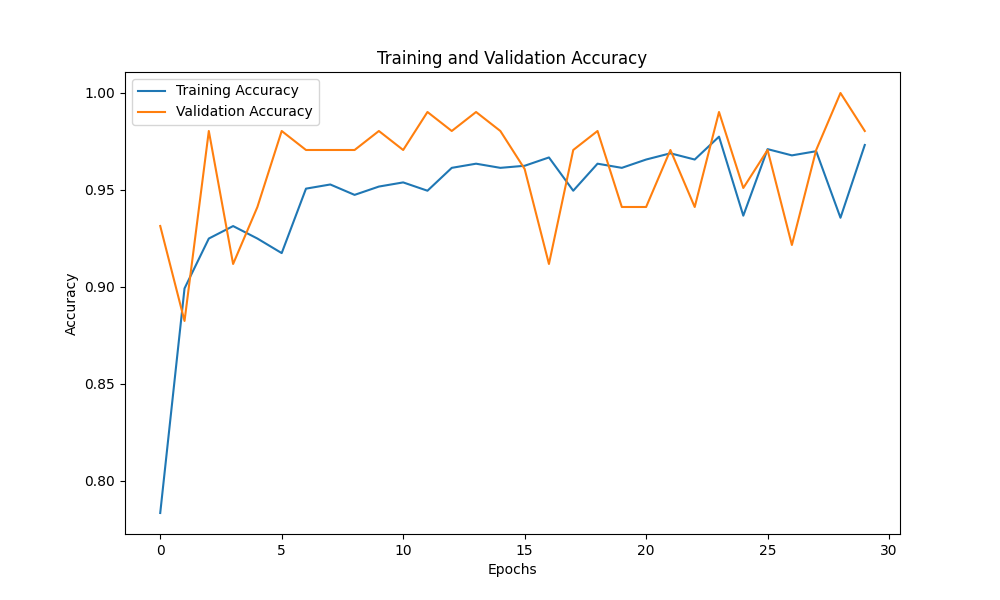 Training and Validation Accuracy
Training Accuracy
Validation Accuracy
1.00
0.95
0.90
0.85
0.80
Accuracy
0 5 10 15 20 25 30
Epochs